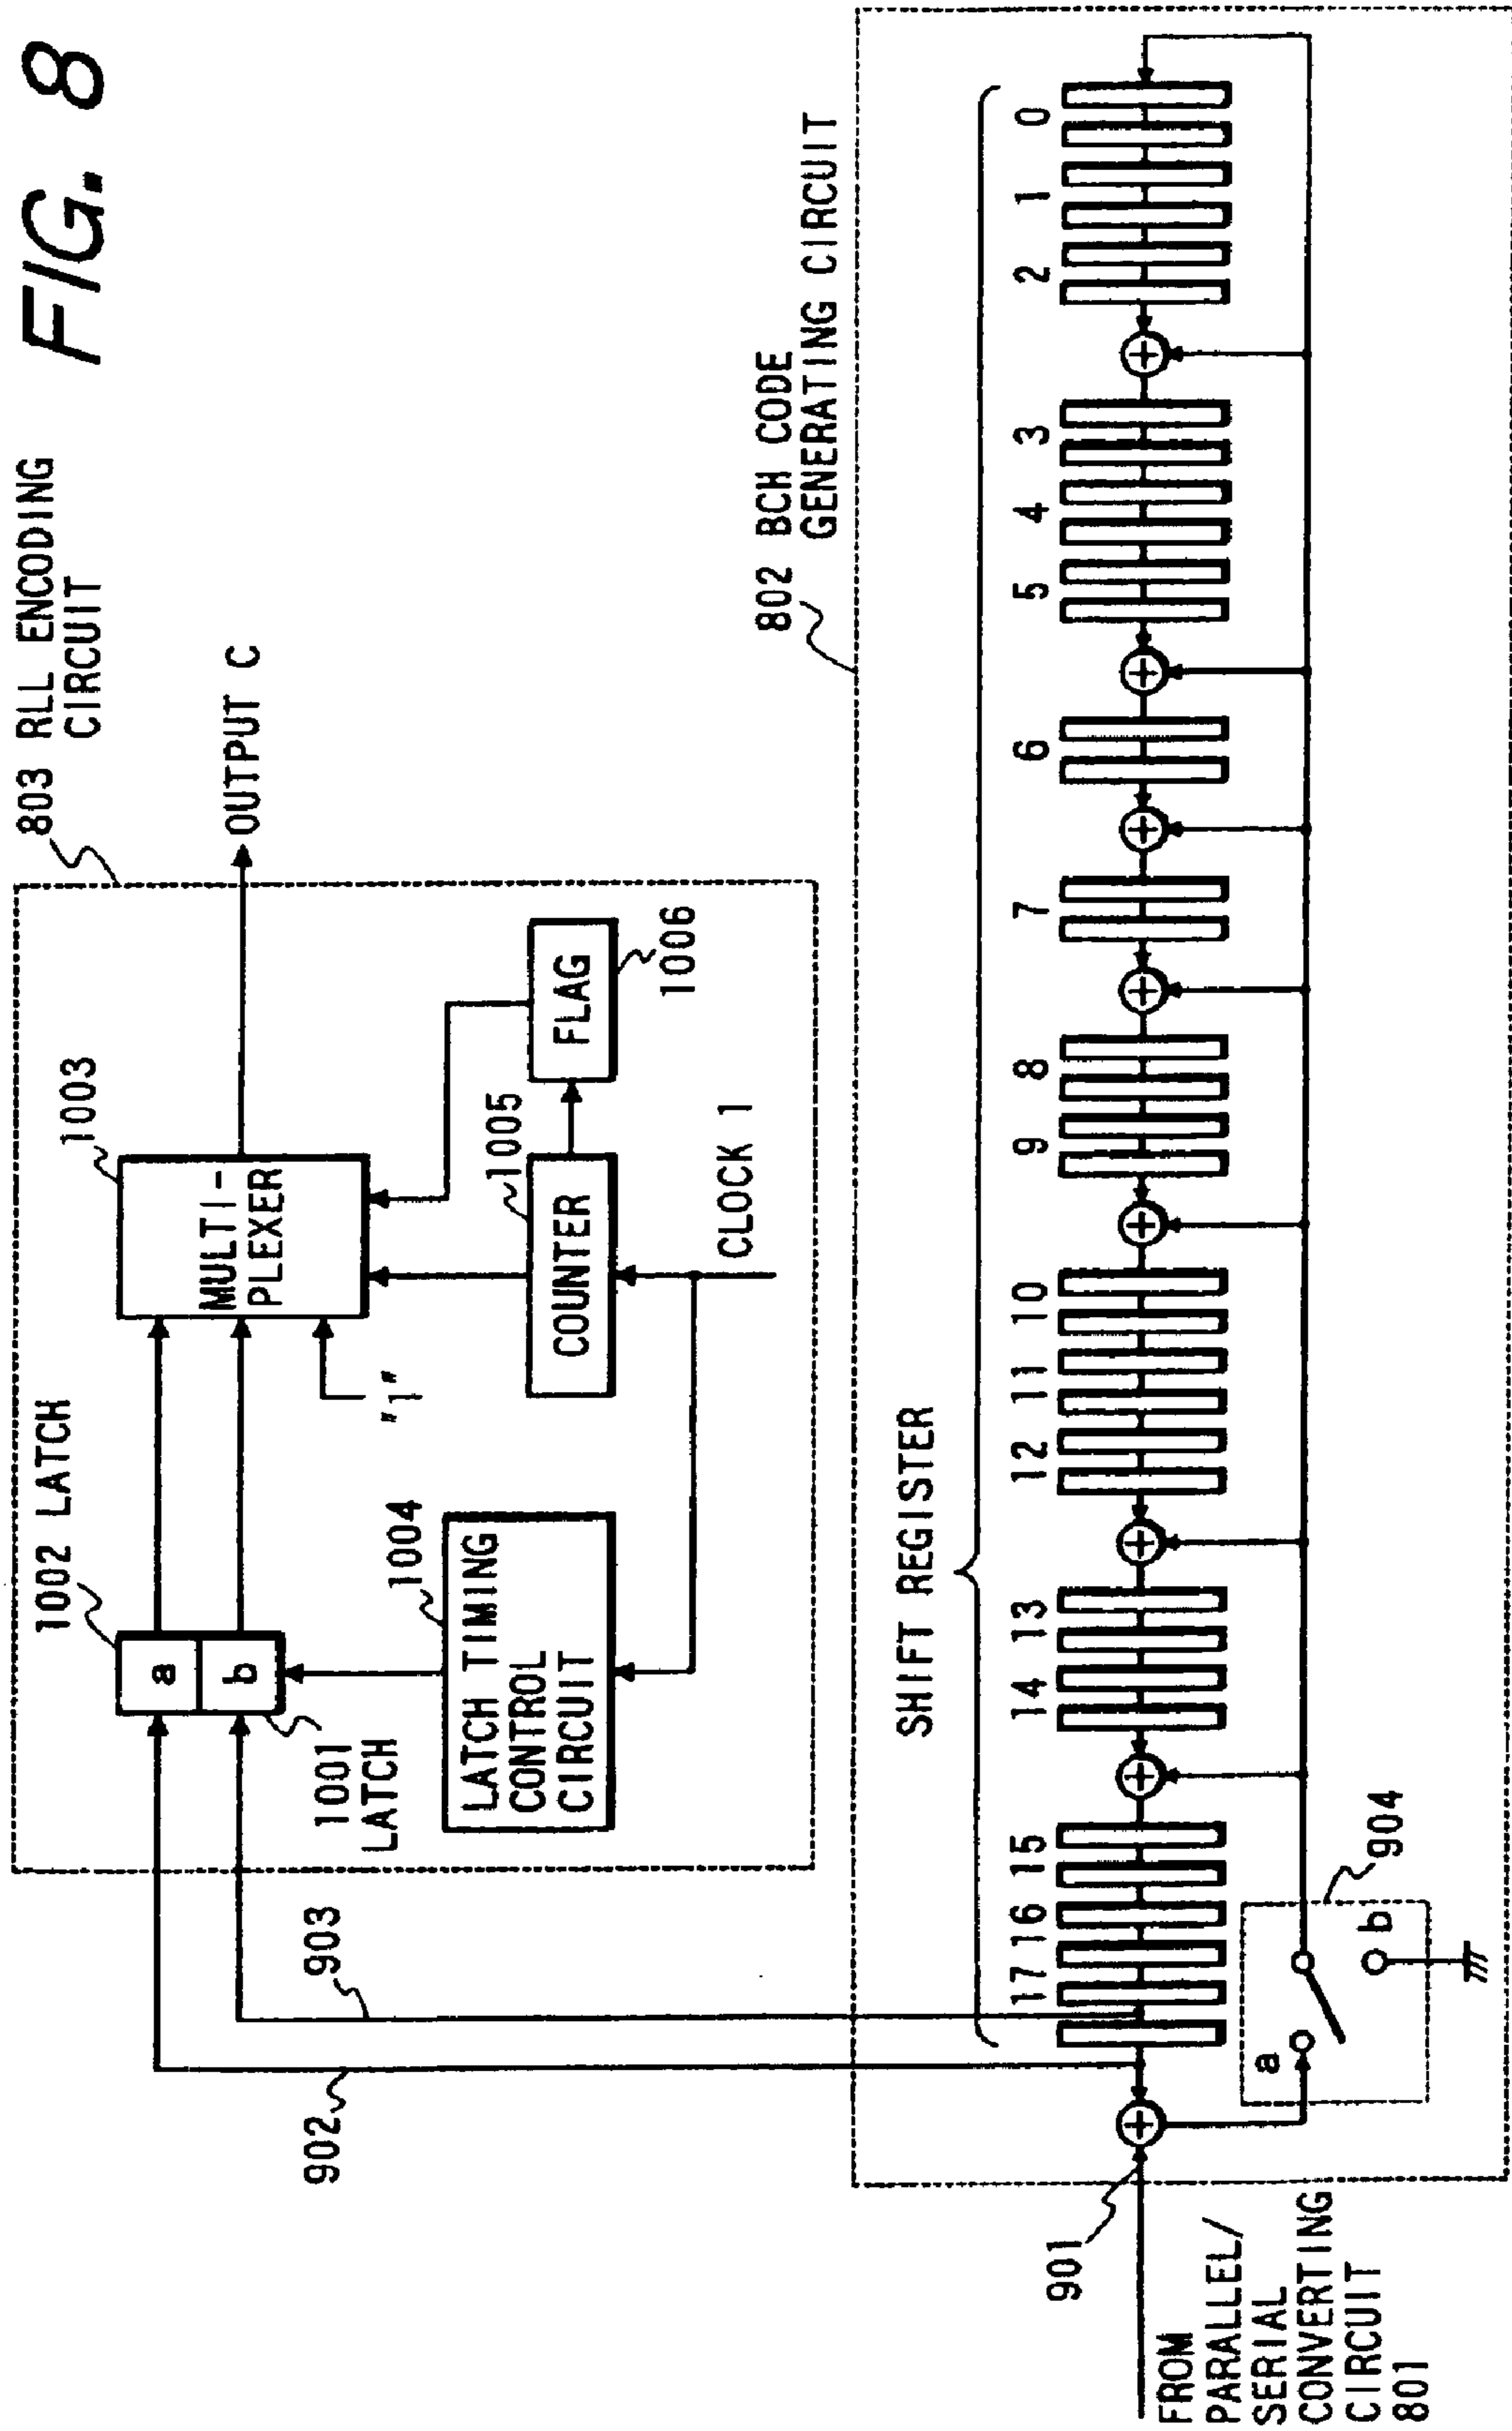 FIG. 8
803 RLL ENCODING
CIRCUIT
1002 LATCH
1003
a
b
MULTI-
PLEXER
OUTPUT C
1001
LATCH
"1"
1004
LATCH TIMING
CONTROL
CIRCUIT
1005
COUNTER
FLAG
1006
CLOCK 1
902
903
802 BCH CODE
GENERATING CIRCUIT
SHIFT REGISTER
17 16 15 14 13 12 11 10 9 8 7 6 5 4 3 2 1 0
901
a
b
904
FROM
PARALLEL/
SERIAL
CONVERTING
CIRCUIT
801